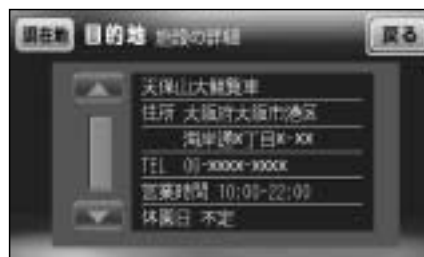 現在地 目的地 施設の詳細 戻る
天保山大観覧車
住所 大阪府大阪市港区
海岸通X丁目X-XX
TEL 00-XXXX-XXXX
営業時間 10:00-22:00
休園日 不定